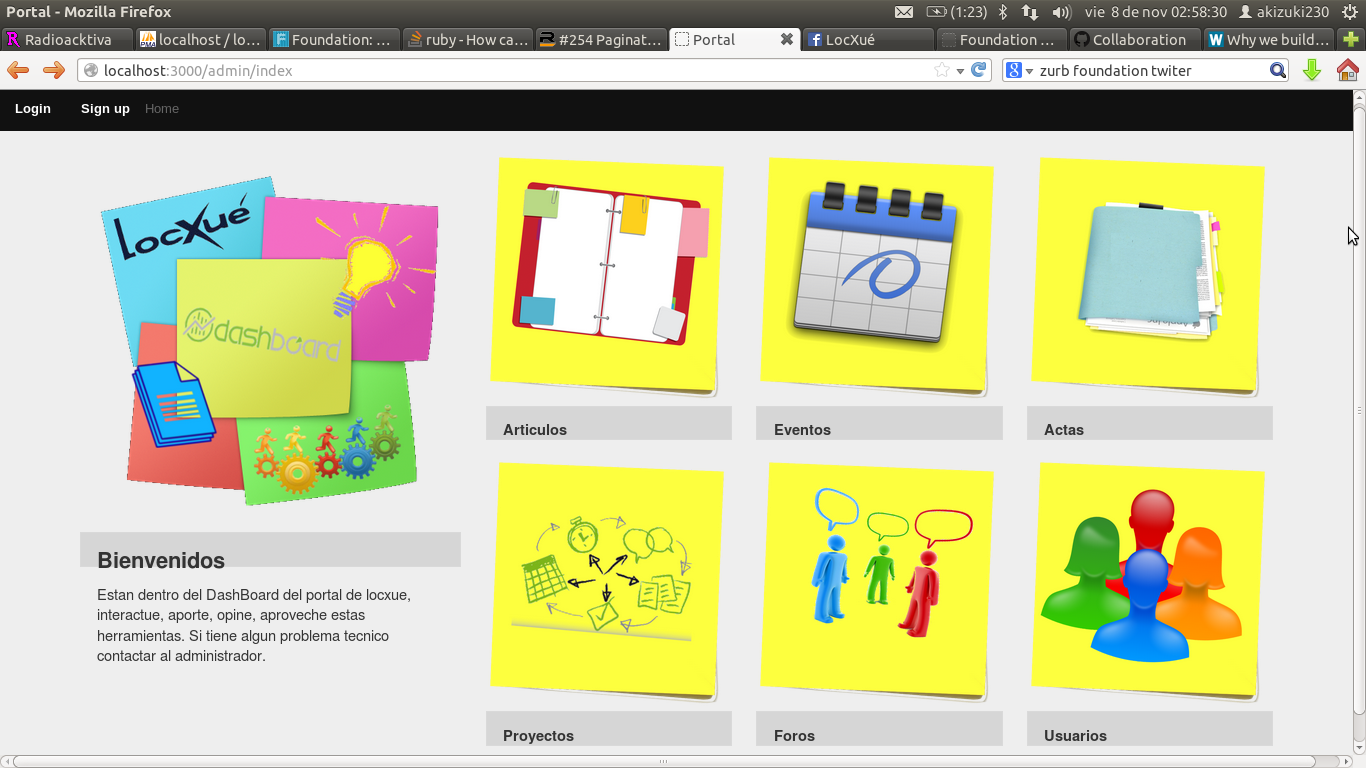 Portal - Mozilla Firefox
(1:23)
vie 8 de nov 02:58:30
akizuki230
Radioacktiva
localhost / lo...
Foundation: ...
ruby - How ca...
#254 Paginat...
Portal
LocXué
Foundation ...
Collaboration
Why we build...
localhost:3000/admin/index
zurb foundation twiter
Login
Sign up
Home
LocXué
dashboard
Articulos
Eventos
Actas
Bienvenidos
Estan dentro del DashBoard del portal de locxue,
interactue, aporte, opine, aproveche estas
herramientas. Si tiene algun problema tecnico
contactar al administrador.
Proyectos
Foros
Usuarios